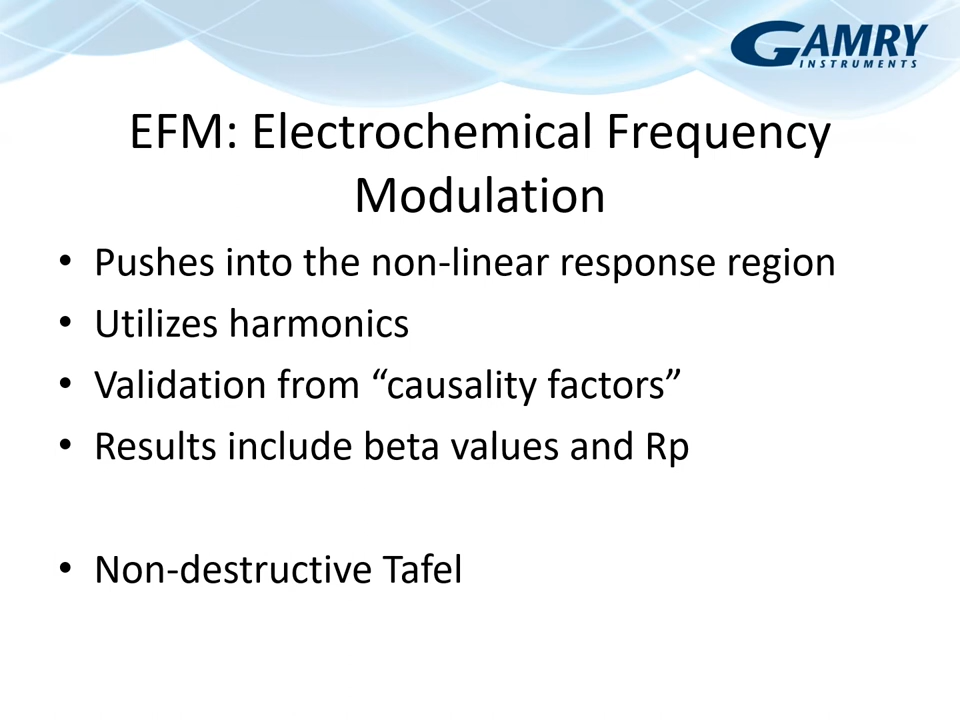 GAMRY
INSTRUMENTS
EFM: Electrochemical Frequency
Modulation
• Pushes into the non-linear response region
• Utilizes harmonics
• Validation from “causality factors”
• Results include beta values and Rp
• Non-destructive Tafel